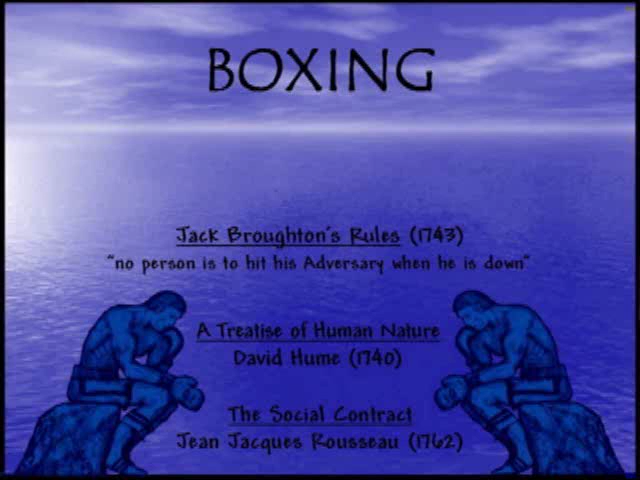 BOXING
Jack Broughton's Rules (1743)
"no person is to hit his Adversary when he is down"
A Treatise of Human Nature
David Hume (1740)
The Social Contract
Jean Jacques Rousseau (1762)